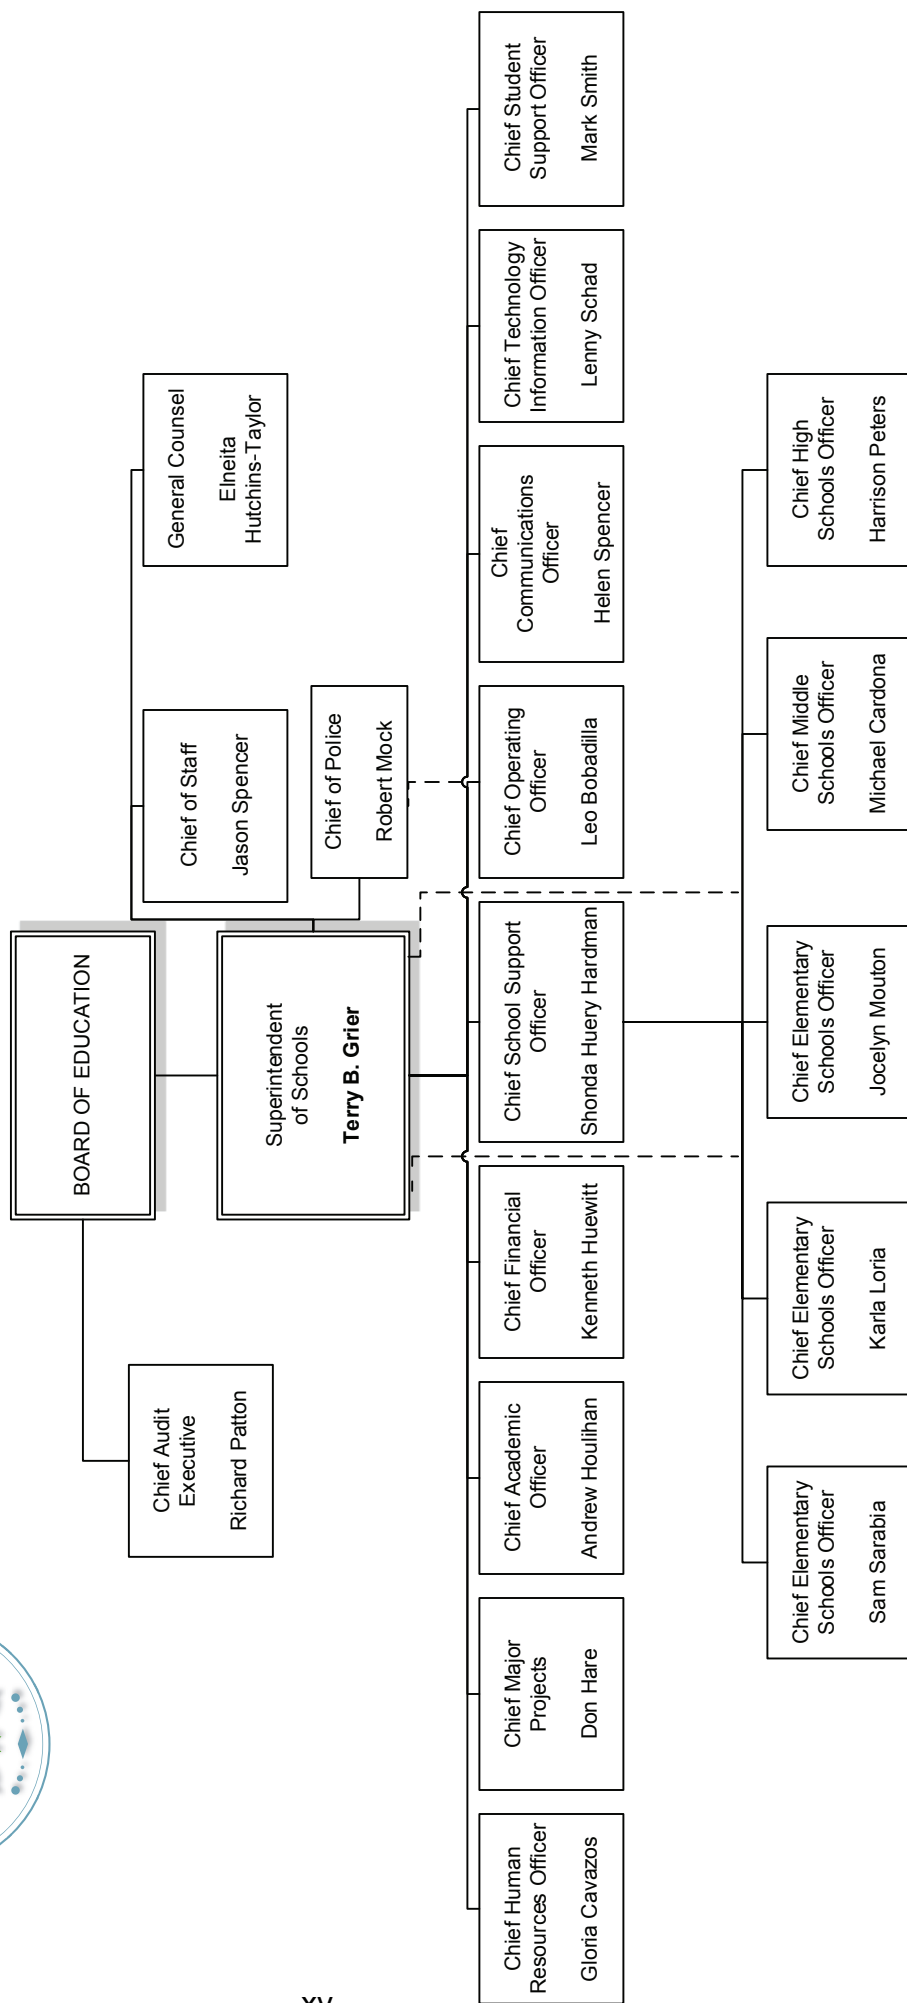 BOARD OF EDUCATION
Chief Audit
Executive
Richard Patton
Superintendent
of Schools
Terry B. Grier
Chief of Staff
Jason Spencer
General Counsel
Elneita
Hutchins-Taylor
Chief of Police
Robert Mock
Chief Human
Resources Officer
Gloria Cavazos
Chief Major
Projects
Don Hare
Chief Academic
Officer
Andrew Houlihan
Chief Financial
Officer
Kenneth Huewitt
Chief School Support
Officer
Shonda Huery Hardman
Chief Operating
Officer
Leo Bobadilla
Chief
Communications
Officer
Helen Spencer
Chief Technology
Information Officer
Lenny Schad
Chief Student
Support Officer
Mark Smith
Chief Elementary
Schools Officer
Sam Sarabia
Chief Elementary
Schools Officer
Karla Loria
Chief Elementary
Schools Officer
Jocelyn Mouton
Chief Middle
Schools Officer
Michael Cardona
Chief High
Schools Officer
Harrison Peters
xv